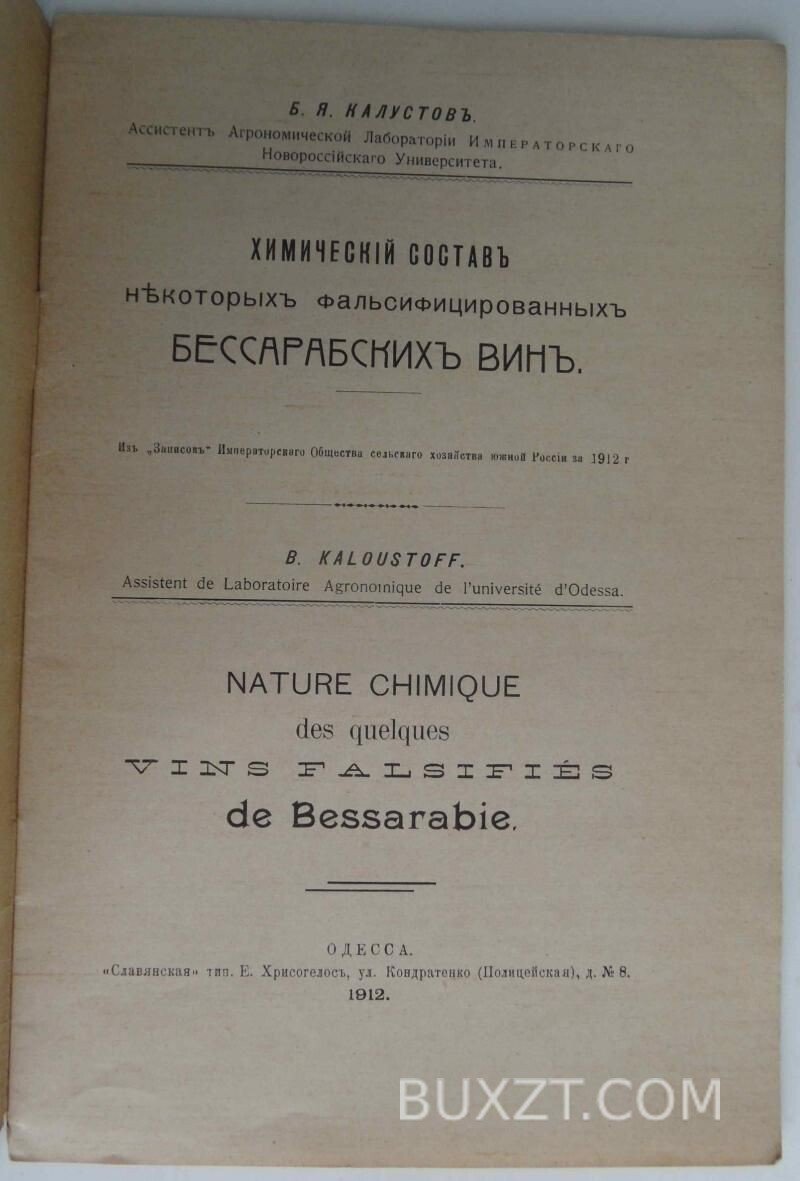 Б. Я. КАЛУСТОВЪ.
Ассистентъ Агрономической Лабораторіи ИМПЕРАТОРСКАГО
Новороссійскаго Университета.
ХИМИЧЕСКІЙ СОСТАВЪ
нѣкоторыхъ фальсифицированныхъ
БЕССАРАБСКИХЪ ВИНЪ.
Изъ „Записокъ“ Императорскаго Общества сельскаго хозяйства южной Россіи за 1912 г
B. KALOUSTOFF.
Assistent de Laboratoire Agronomique de l'université d'Odessa.
NATURE CHIMIQUE
des quelques
VINS FALSIFIÉS
de Bessarabie.
ОДЕССА.
«Славянская» тип. Е. Хрисогелосъ, ул. Кондратенко (Полицейская), д. № 8.
1912.
BUXZT.COM